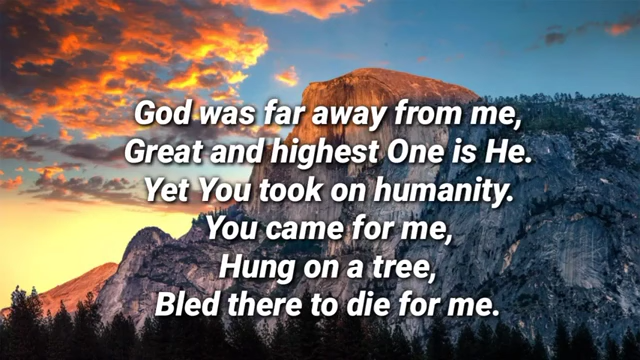 God was far away from me,
Great and highest One is He.
Yet You took on humanity.
You came for me,
Hung on a tree,
Bled there to die for me.